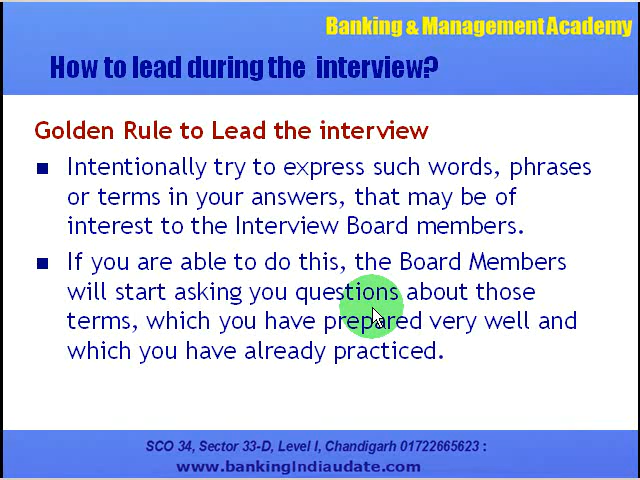 Banking & Management Academy
How to lead during the interview?
Golden Rule to Lead the interview
■ Intentionally try to express such words, phrases
or terms in your answers, that may be of
interest to the Interview Board members.
■ If you are able to do this, the Board Members
will start asking you questions about those
terms, which you have prepared very well and
which you have already practiced.
SCO 34, Sector 33-D, Level I, Chandigarh 01722665623 :
www.bankingIndiaudate.com